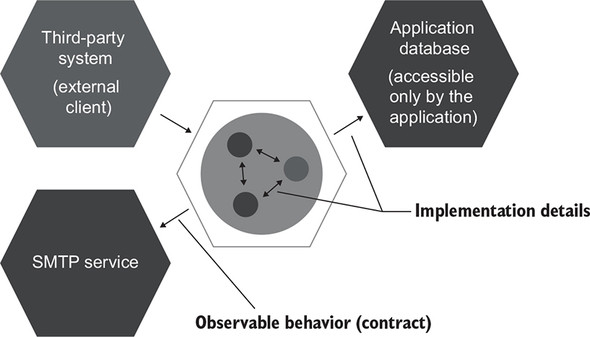 Third-party
system
(external
client)
Application
database
(accessible
only by the
application)
Implementation details
SMTP service
Observable behavior (contract)